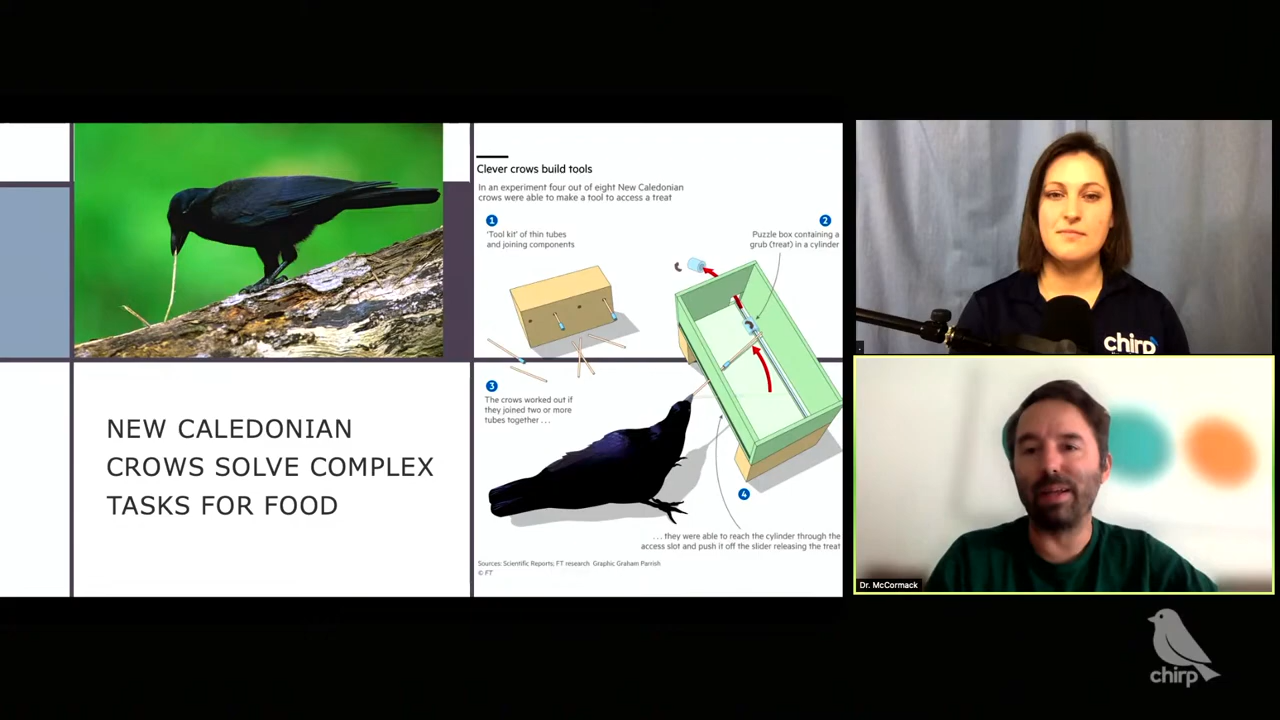 NEW CALEDONIAN
CROWS SOLVE COMPLEX
TASKS FOR FOOD
Clever crows build tools
In an experiment four out of eight New Caledonian
crows were able to make a tool to access a treat
1
'Tool kit' of thin tubes
and joining components
2
Puzzle box containing a
grub (treat) in a cylinder
3
The crows worked out if
they joined two or more
tubes together ...
4
... they were able to reach the cylinder through the
access slot and push it off the slider releasing the treat
Sources: Scientific Reports; FT research Graphic Graham Parrish
© FT
chirp
Dr. McCormack
chirp